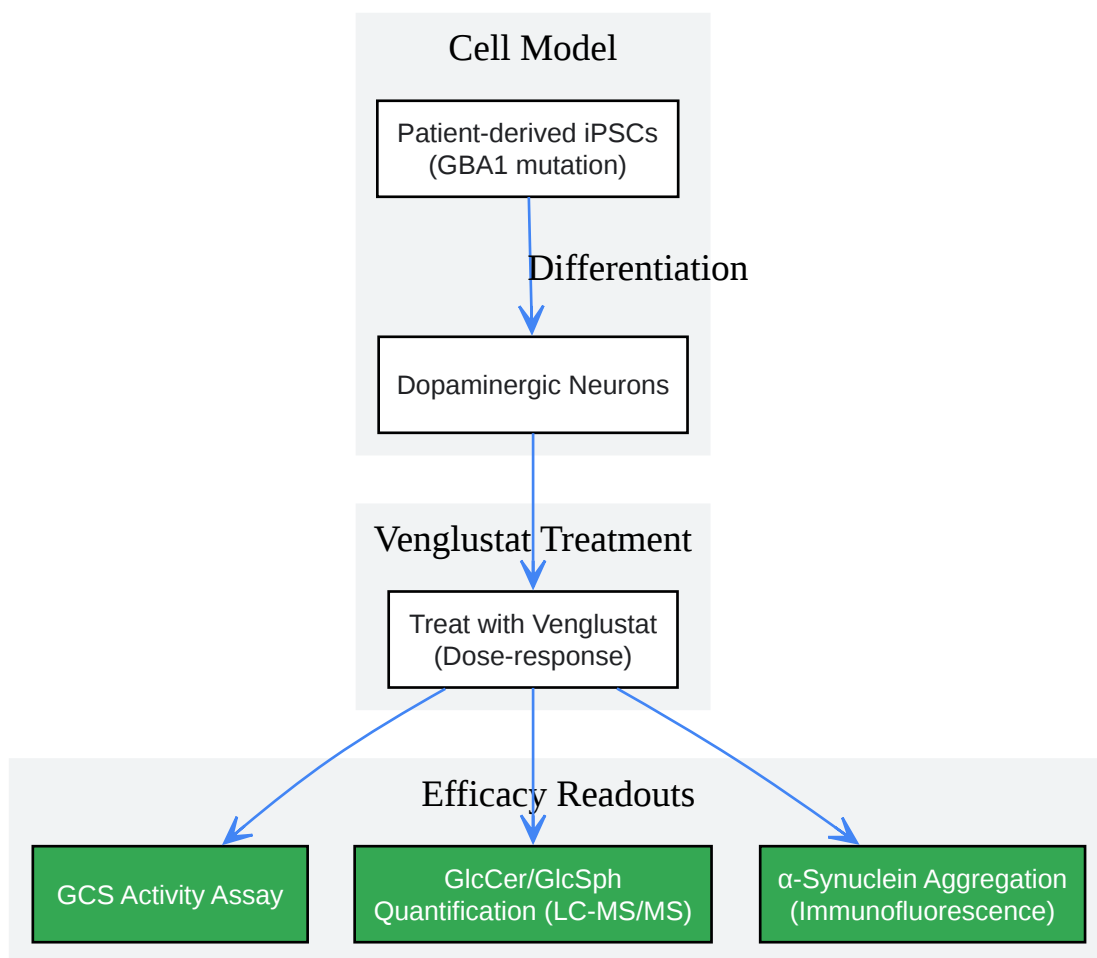 Cell Model
Patient-derived iPSCs
(GBA1 mutation)
Differentiation
Dopaminergic Neurons
Venglustat Treatment
Treat with Venglustat
(Dose-response)
Efficacy Readouts
GCS Activity Assay
GlcCer/GlcSph
Quantification (LC-MS/MS)
α-Synuclein Aggregation
(Immunofluorescence)